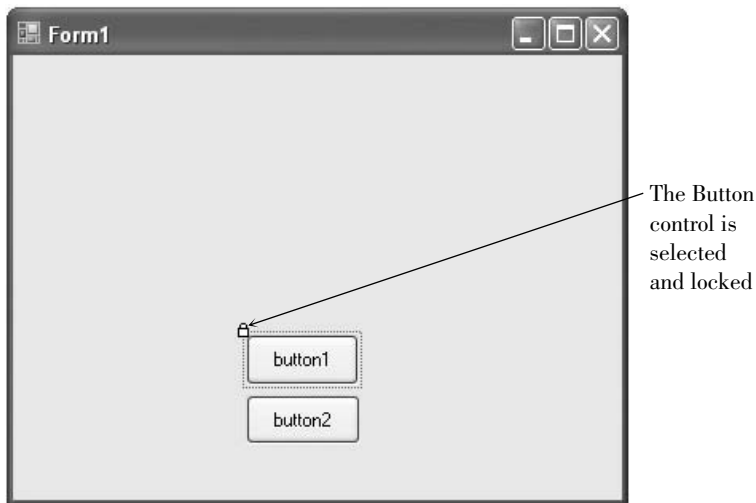 Form1
The Button
control is
selected
and locked
button1
button2